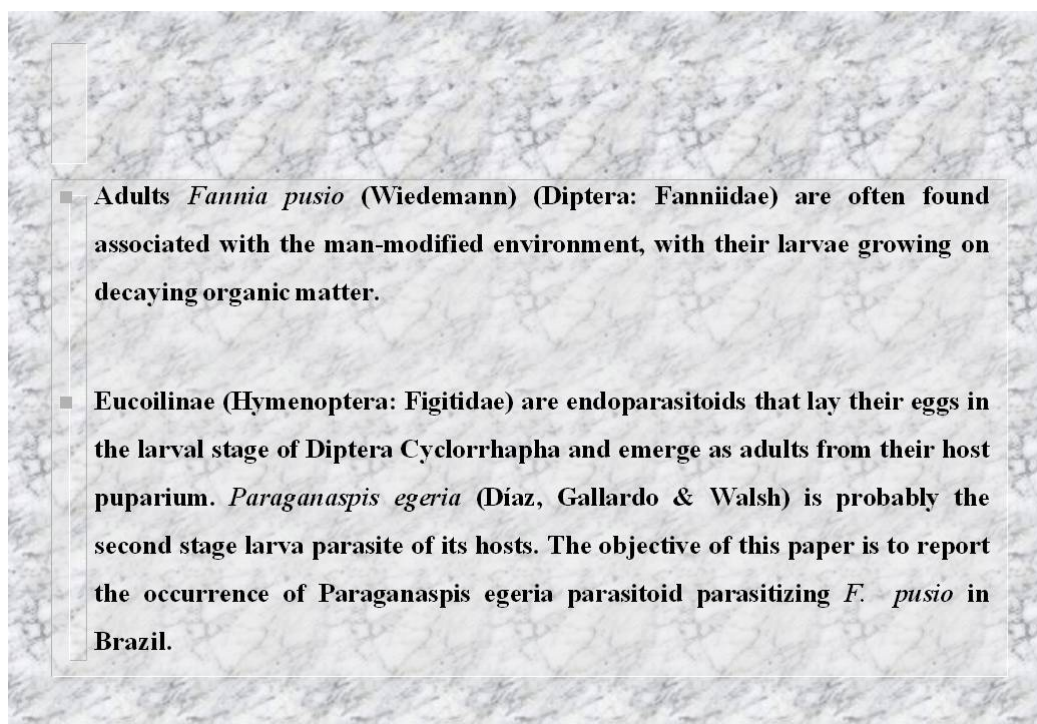 Adults Fannia pusio (Wiedemann) (Diptera: Fanniidae) are often found
associated with the man-modified environment, with their larvae growing on
decaying organic matter.
Eucoilinae (Hymenoptera: Figitidae) are endoparasitoids that lay their eggs in
the larval stage of Diptera Cyclorrhapha and emerge as adults from their host
puparium. Paraganaspis egeria (Díaz, Gallardo & Walsh) is probably the
second stage larva parasite of its hosts. The objective of this paper is to report
the occurrence of Paraganaspis egeria parasitoid parasitizing F. pusio in
Brazil.